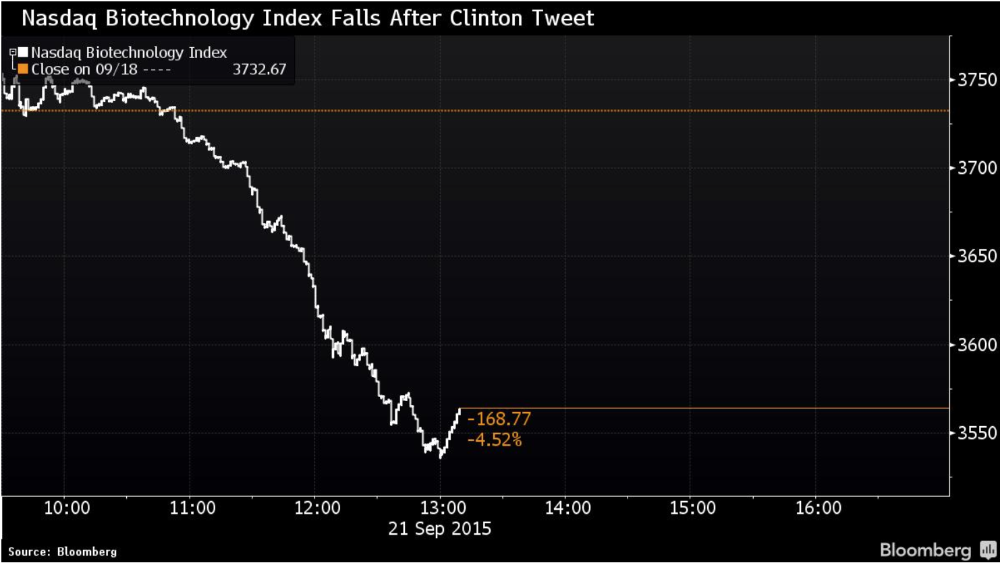 Nasdaq Biotechnology Index Falls After Clinton Tweet
Nasdaq Biotechnology Index
Close on 09/18 ---- 3732.67
3750
3700
3650
3600
3550
-168.77
-4.52%
10:00 11:00 12:00 13:00 14:00 15:00 16:00
21 Sep 2015
Source: Bloomberg
Bloomberg